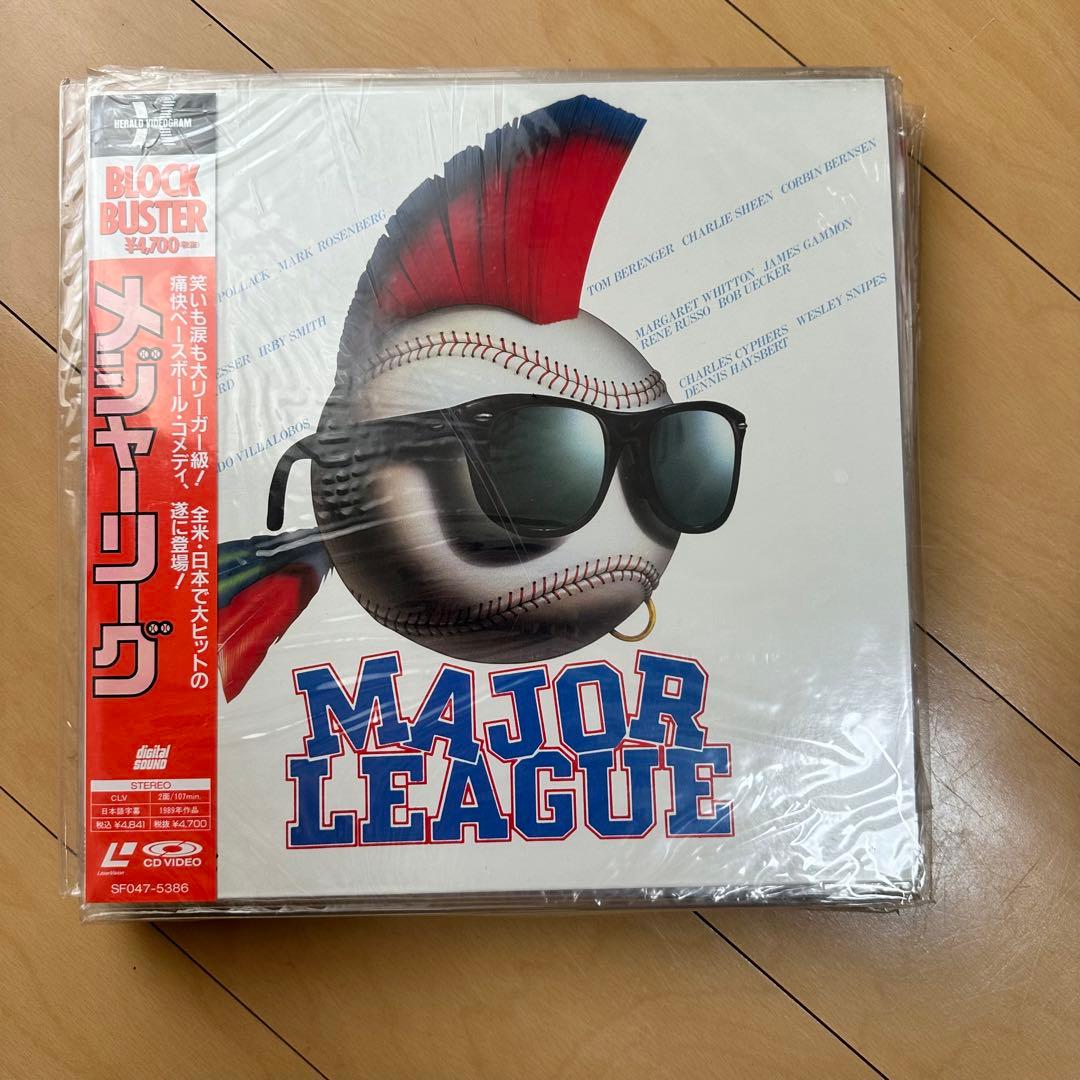 HERALD VIDEOGRAM
BLOCK
BUSTER
¥4,700(税抜)
メジャーリーグ
笑いも涙も大リーガー級! 全米・日本で大ヒットの
痛快ベースボール・コメディ、遂に登場!
digital
SOUND
STEREO
CLV
2面/107min.
日本語字幕
1989年作品
税込 ¥4,841
税抜 ¥4,700
LaserVision
CD VIDEO
SF047-5386
POLLACK MARK ROSENBERG
IRBY SMITH
VILLALOBOS
TOM BERENGER CHARLIE SHEEN CORBIN BERNSEN
MARGARET WHITTON JAMES GAMMON
RENE RUSSO BOB UECKER
CHARLES CYPHERS WESLEY SNIPES
DENNIS HAYSBERT
MAJOR
LEAGUE